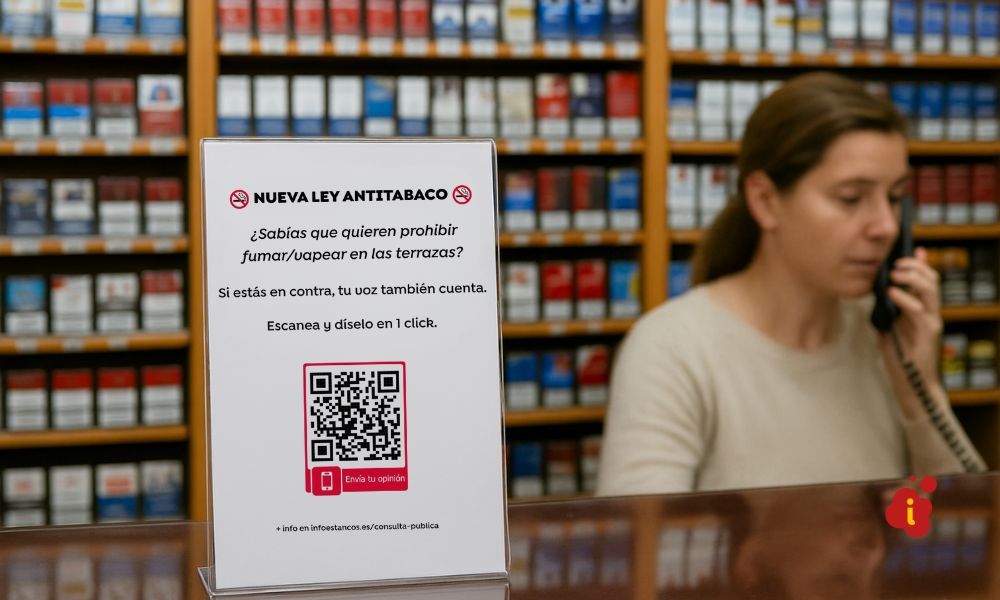 NUEVA LEY ANTITABACO
¿Sabías que quieren prohibir
fumar/vapear en las terrazas?
Si estás en contra, tu voz también cuenta.
Escanea y díselo en 1 click.
Envía tu opinión
+ info en infoestancos.es/consulta-publica
i